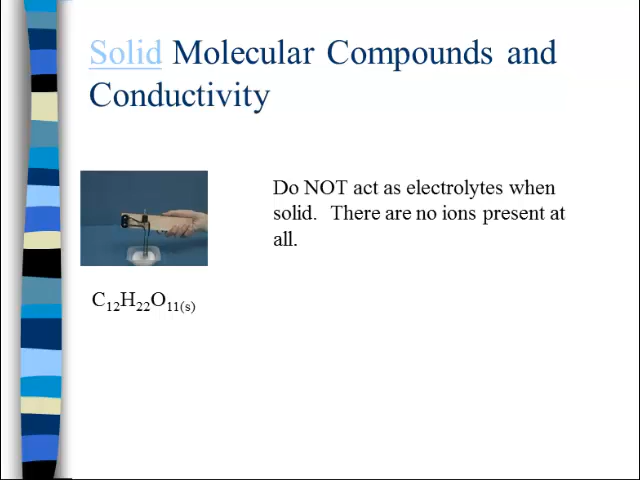 Solid Molecular Compounds and
Conductivity
Do NOT act as electrolytes when
solid. There are no ions present at
all.
C₁₂H₂₂O₁₁₍ₛ₎